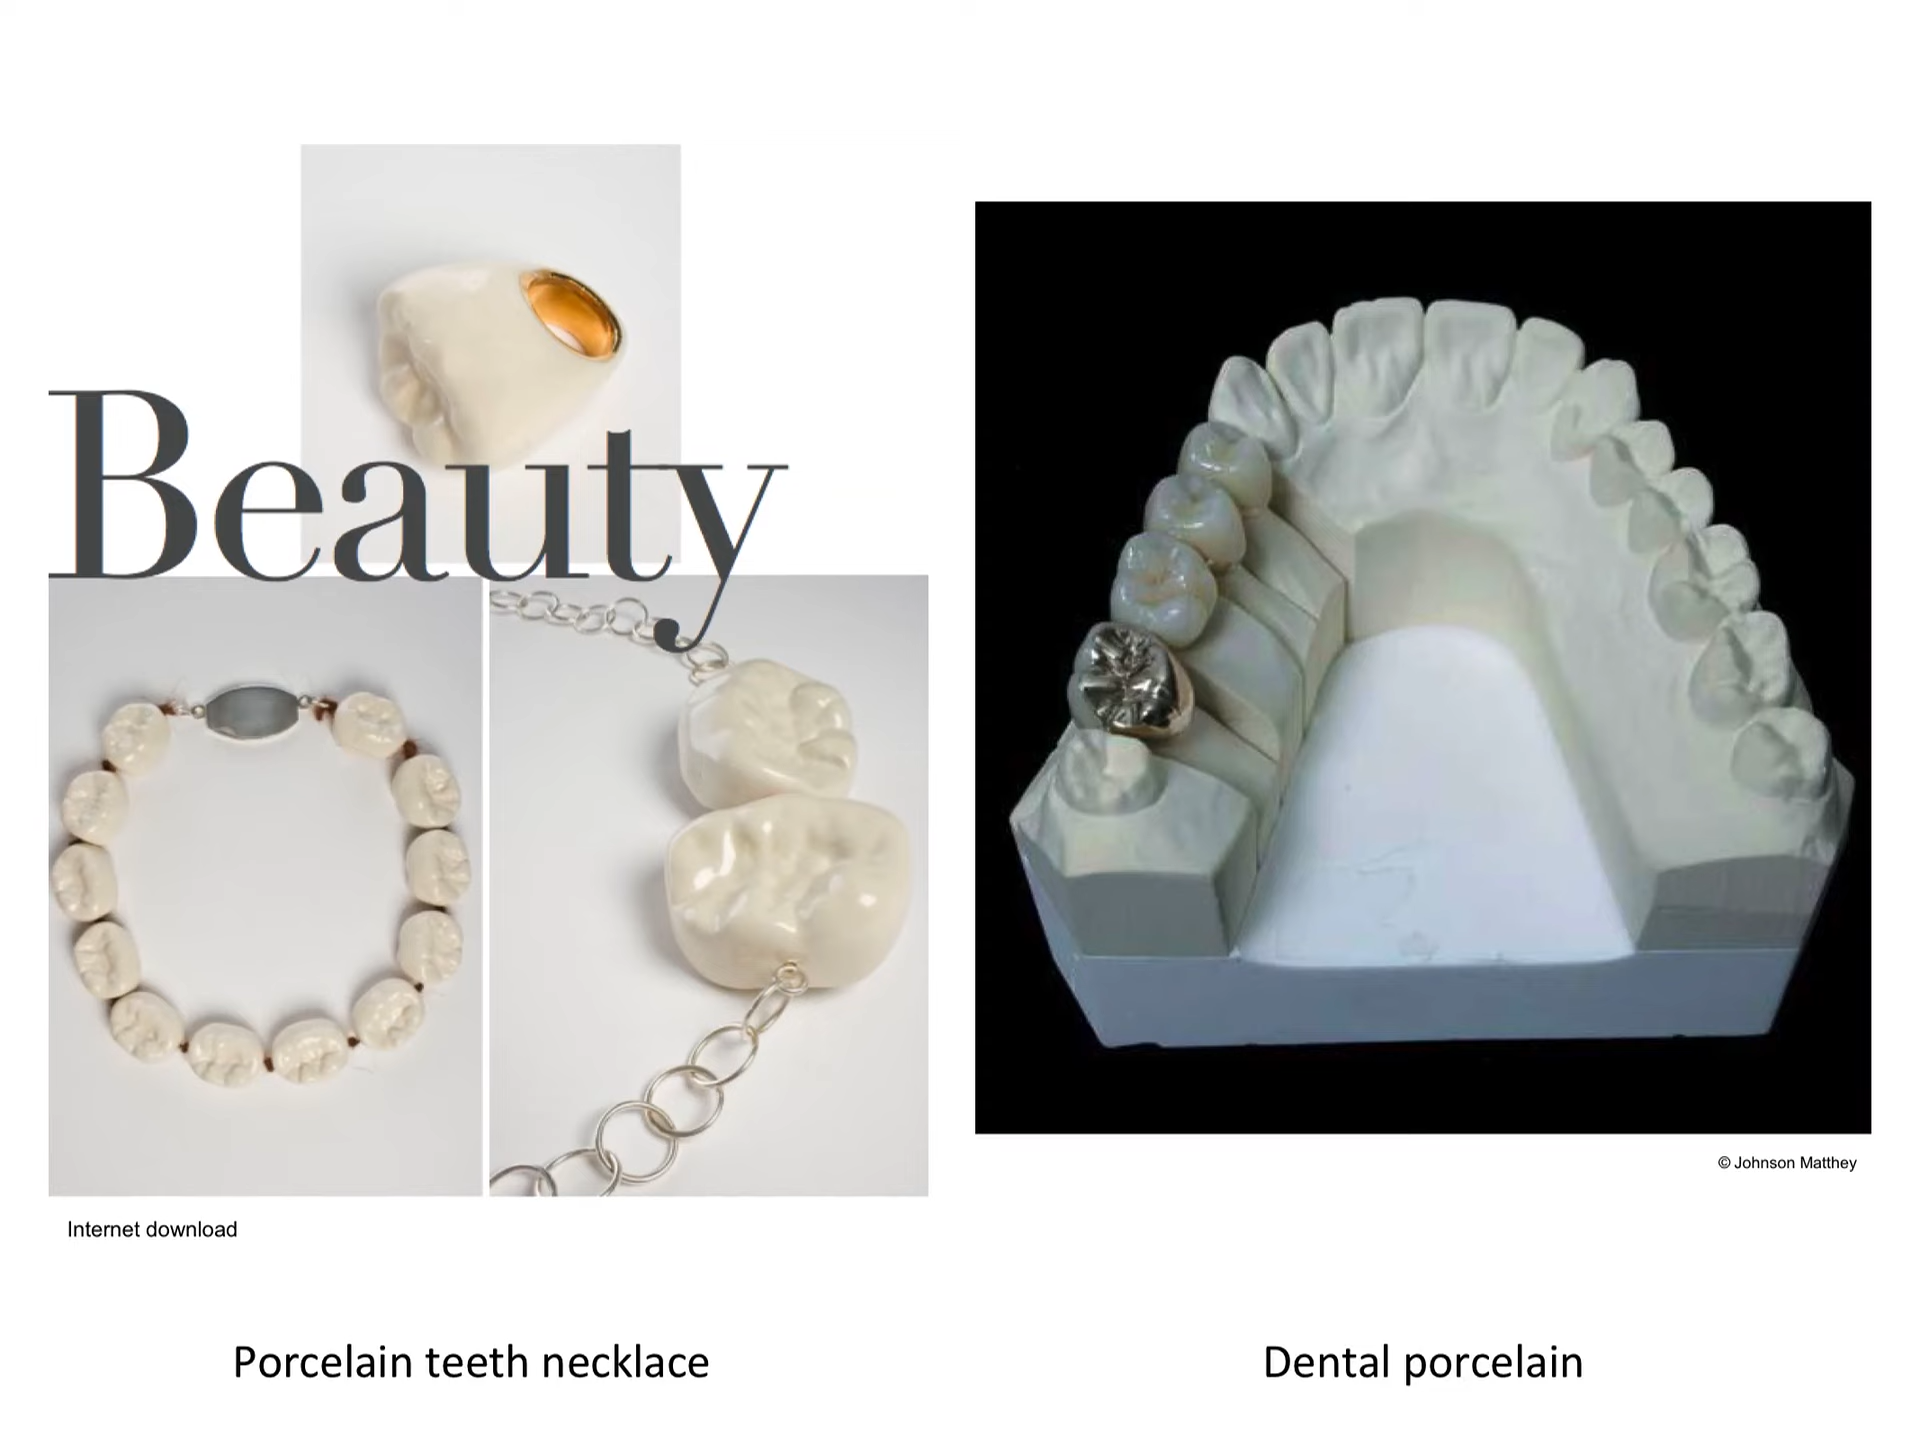 Beauty
© Johnson Matthey
Internet download
Porcelain teeth necklace
Dental porcelain